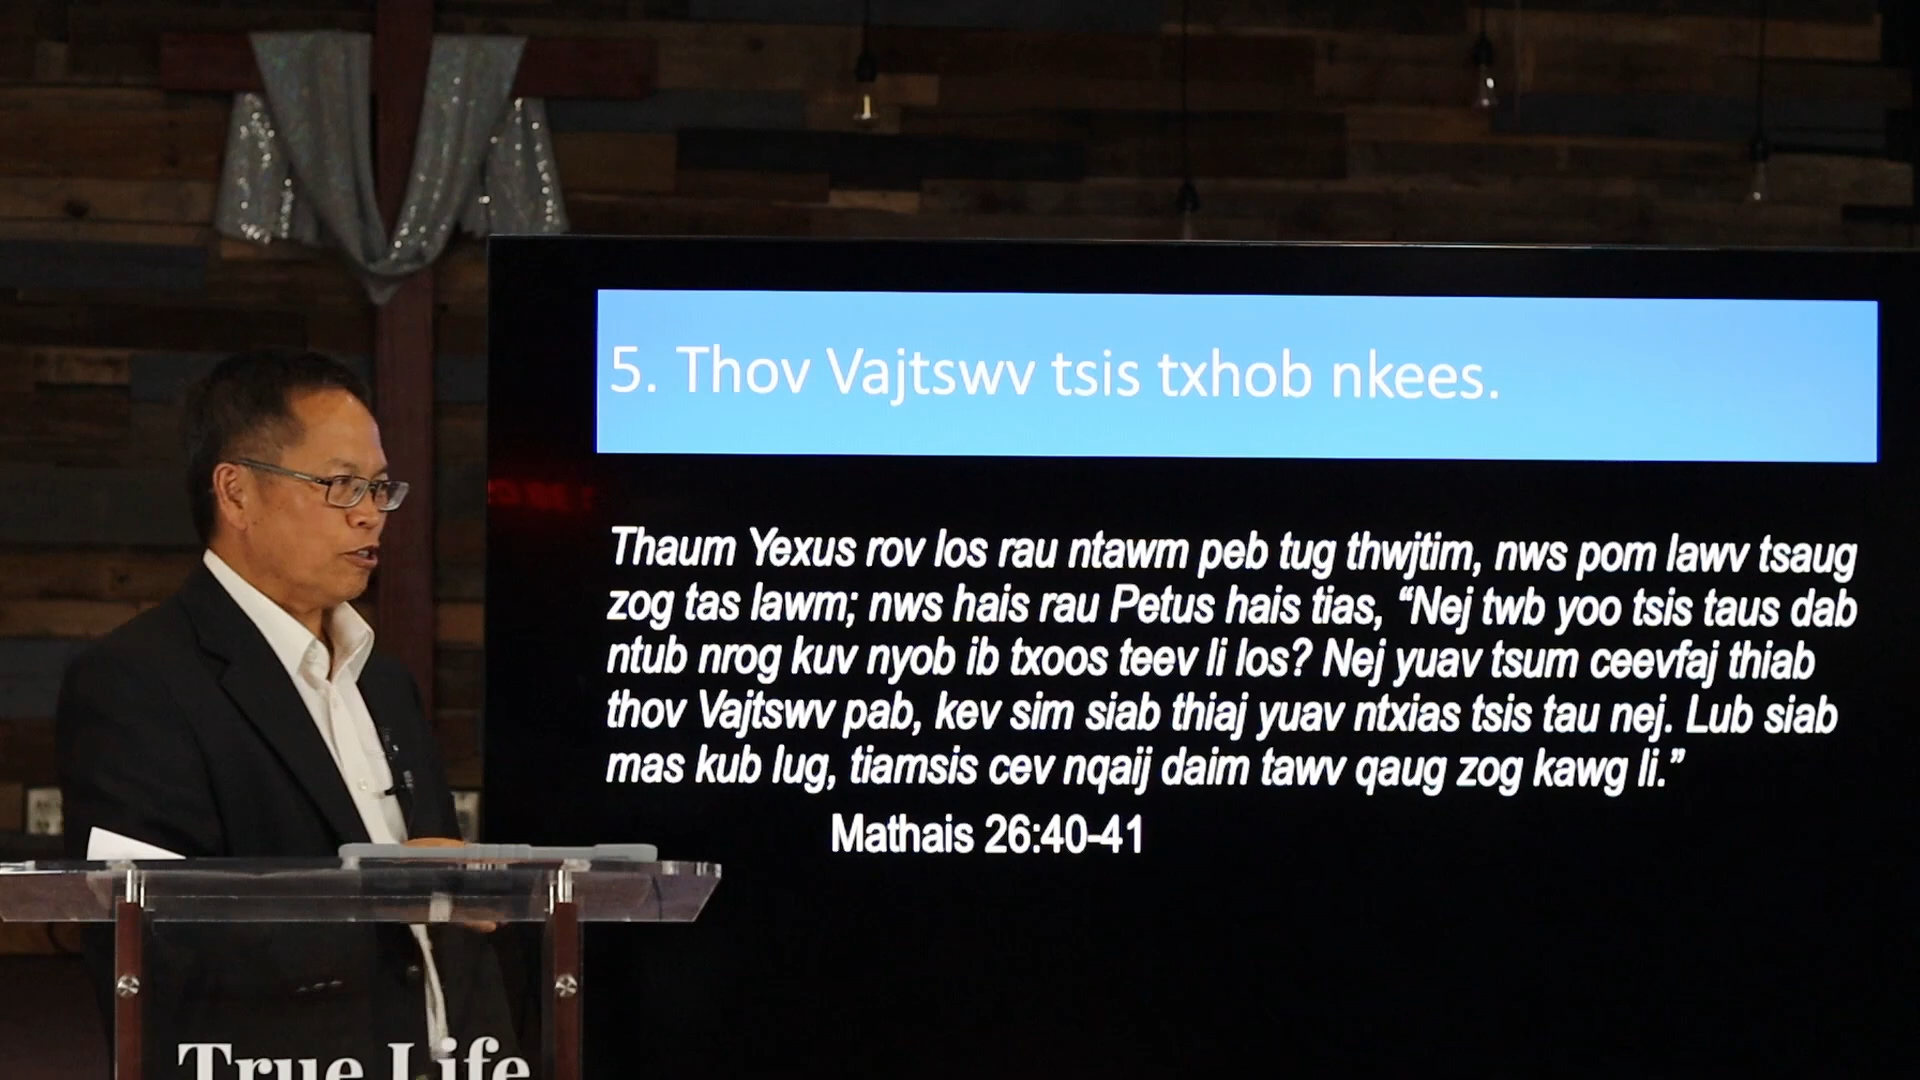 5. Thov Vajtswv tsis txhob nkees.
Thaum Yexus rov los rau ntawm peb tug thwjtim, nws pom lawv tsaug
zog tas lawm; nws hais rau Petus hais tias, “Nej twb yoo tsis taus dab
ntub nrog kuv nyob ib txoos teev li los? Nej yuav tsum ceevfaj thiab
thov Vajtswv pab, kev sim siab thiaj yuav ntxias tsis tau nej. Lub siab
mas kub lug, tiamsis cev nqaij daim tawv qaug zog kawg li.”
Mathais 26:40-41
True Life